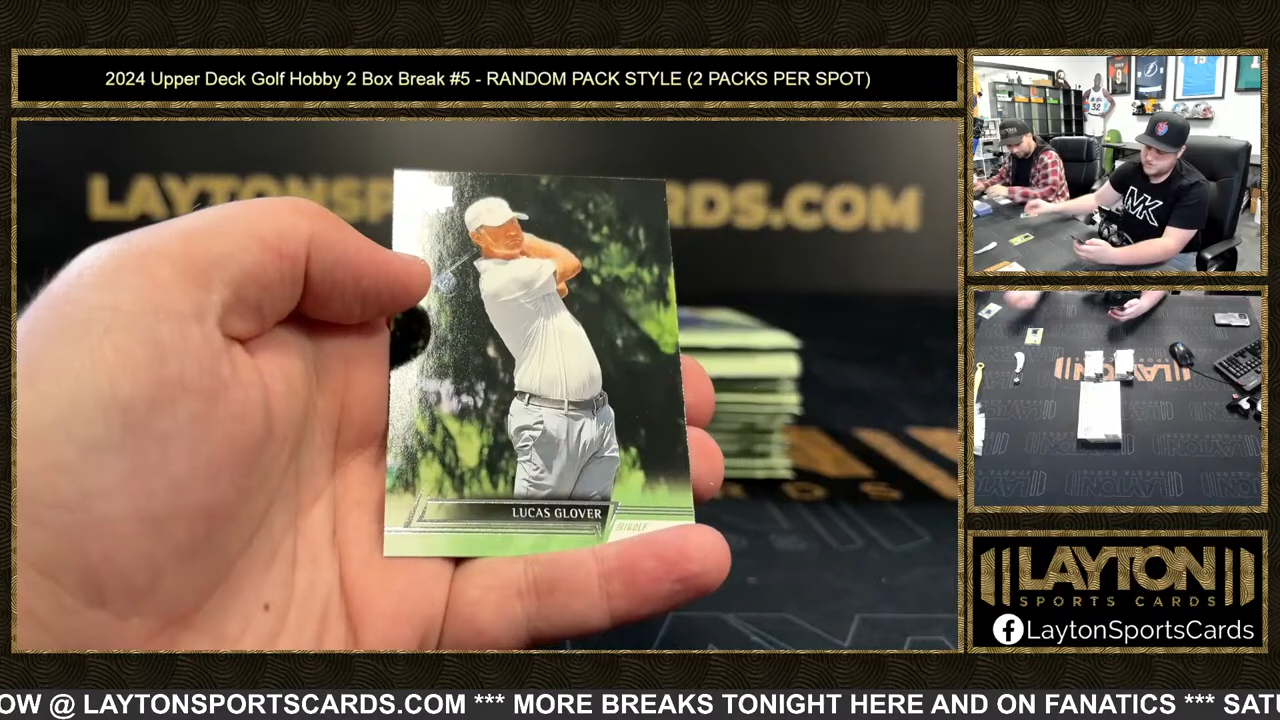 2024 Upper Deck Golf Hobby 2 Box Break #5 - RANDOM PACK STYLE (2 PACKS PER SPOT)
LAYTONSPORTSCARDS.COM
LUCAS GLOVER
GOLF
LAYTON
SPORTS CARDS
LaytonSportsCards
OW @ LAYTONSPORTSCARDS.COM *** MORE BREAKS TONIGHT HERE AND ON FANATICS *** SATU